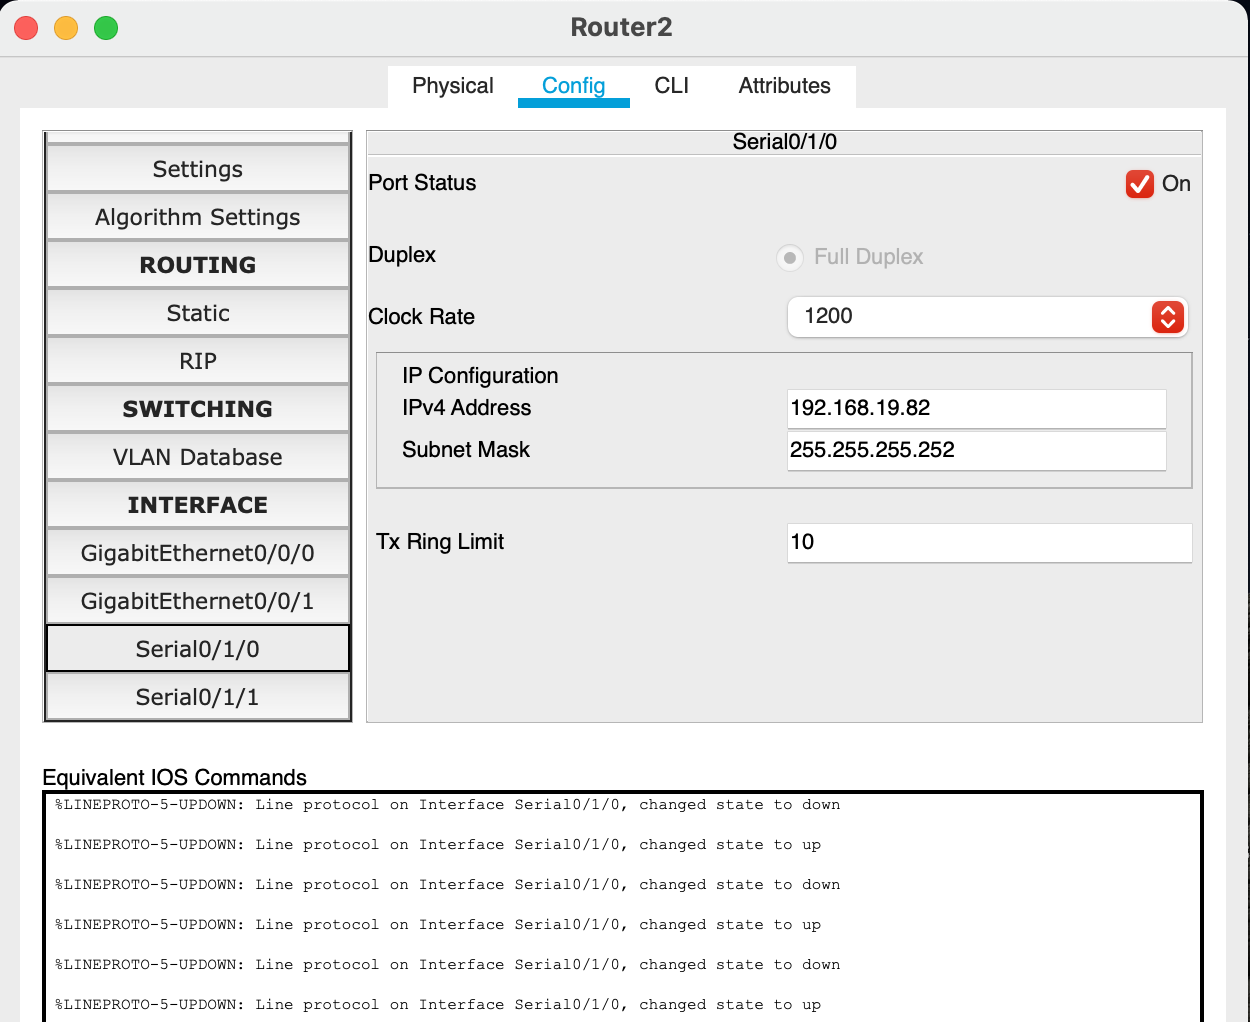 Router2
Physical Config CLI Attributes
Settings
Algorithm Settings
ROUTING
Static
RIP
SWITCHING
VLAN Database
INTERFACE
GigabitEthernet0/0/0
GigabitEthernet0/0/1
Serial0/1/0
Serial0/1/1
Serial0/1/0
Port Status On
Duplex Full Duplex
Clock Rate 1200
IP Configuration
IPv4 Address 192.168.19.82
Subnet Mask 255.255.255.252
Tx Ring Limit 10
Equivalent IOS Commands
%LINEPROTO-5-UPDOWN: Line protocol on Interface Serial0/1/0, changed state to down
%LINEPROTO-5-UPDOWN: Line protocol on Interface Serial0/1/0, changed state to up
%LINEPROTO-5-UPDOWN: Line protocol on Interface Serial0/1/0, changed state to down
%LINEPROTO-5-UPDOWN: Line protocol on Interface Serial0/1/0, changed state to up
%LINEPROTO-5-UPDOWN: Line protocol on Interface Serial0/1/0, changed state to down
%LINEPROTO-5-UPDOWN: Line protocol on Interface Serial0/1/0, changed state to up